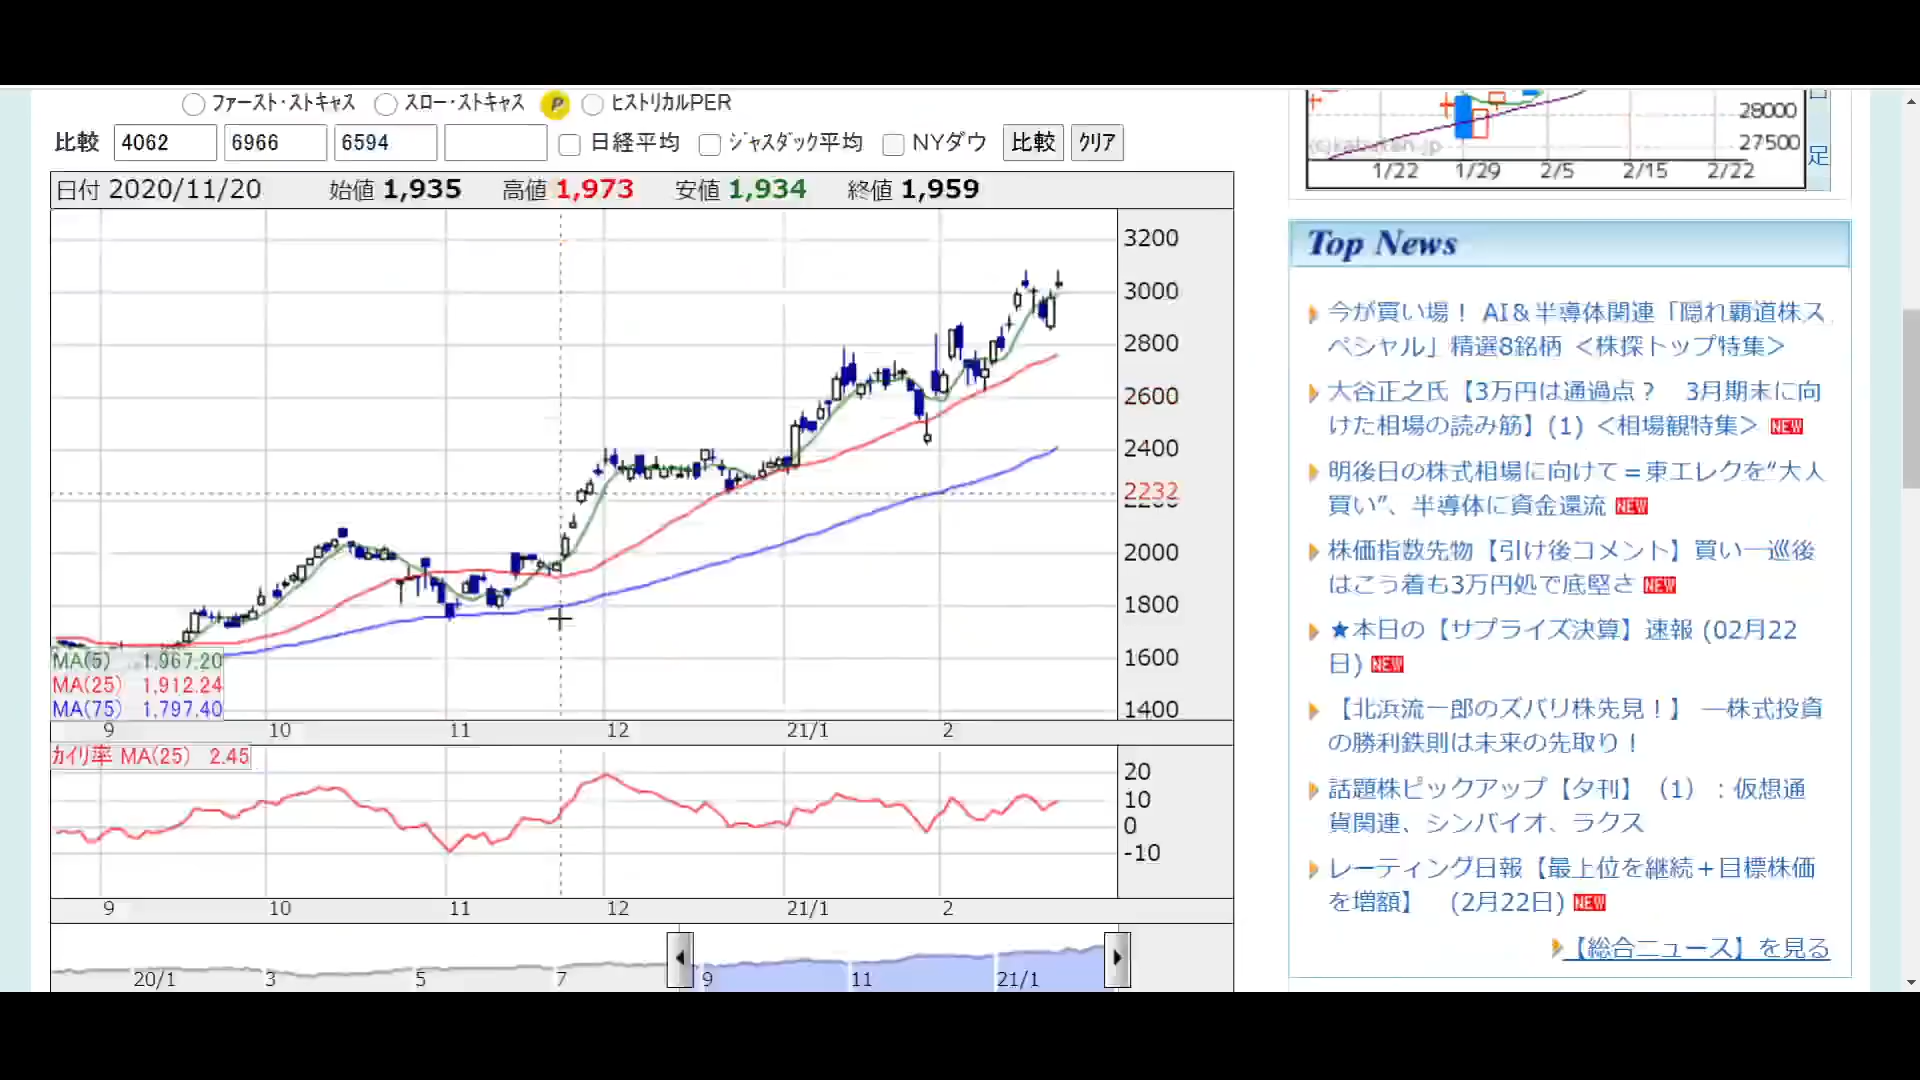 ファースト・ストキャス スロー・ストキャス P ヒストリカルPER
比較 4062 6966 6594 日経平均 ジャスダック平均 NYダウ 比較 クリア
日付 2020/11/20 始値 1,935 高値 1,973 安値 1,934 終値 1,959
3200
3000
2800
2600
2400
2232
2000
1800
1600
1400
MA(5) 1,967.20
MA(25) 1,912.24
MA(75) 1,797.40
9 10 11 12 21/1 2
カイリ率 MA(25) 2.45
20
10
0
-10
9 10 11 12 21/1 2
20/1 3 5 7 9 11 21/1
28000
27500
(c)kabutan.jp
1/22 1/29 2/5 2/15 2/22
足
Top News
今が買い場！ AI＆半導体関連「隠れ覇道株ス
ペシャル」精選8銘柄 ＜株探トップ特集＞
大谷正之氏【3万円は通過点？ 3月期末に向
けた相場の読み筋】(1) ＜相場観特集＞ NEW
明後日の株式相場に向けて＝東エレクを“大人
買い”、半導体に資金還流 NEW
株価指数先物【引け後コメント】買い一巡後
はこう着も3万円処で底堅さ NEW
★本日の【サプライズ決算】速報 (02月22
日) NEW
【北浜流一郎のズバリ株先見！】 ―株式投資
の勝利鉄則は未来の先取り！
話題株ピックアップ【夕刊】（1）：仮想通
貨関連、シンバイオ、ラクス
レーティング日報【最上位を継続＋目標株価
を増額】 (2月22日) NEW
【総合ニュース】を見る